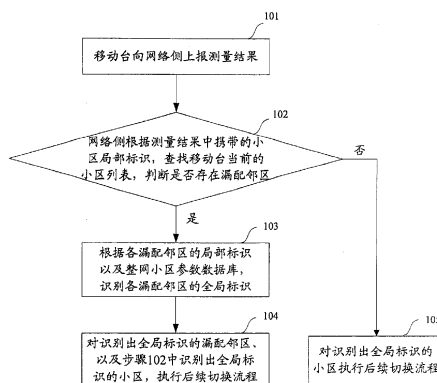 101
移动台向网络侧上报测量结果
102
网络侧根据测量结果中携带的小
区局部标识，查找移动台当前的
小区列表，判断是否存在漏配邻区
否
是
103
根据各漏配邻区的局部标识
以及整网小区参数数据库，
识别各漏配邻区的全局标识
104
对识别出全局标识的漏配邻区、
以及步骤102中识别出全局标
识的小区，执行后续切换流程
对识别出全局标识的
小区执行后续切换流程